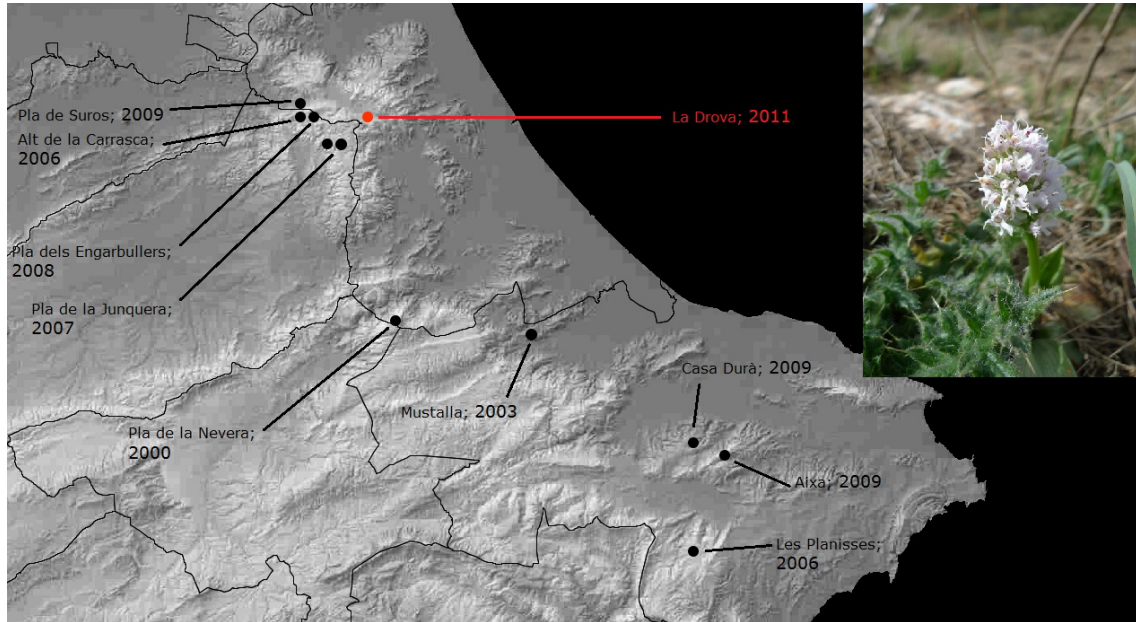 Pla de Suros; 2009
Alt de la Carrasca;
2006
La Drova; 2011
Pla dels Engarbullers;
2008
Pla de la Junquera;
2007
Casa Durà; 2009
Mustalla; 2003
Pla de la Nevera;
2000
Aixa; 2009
Les Planisses;
2006